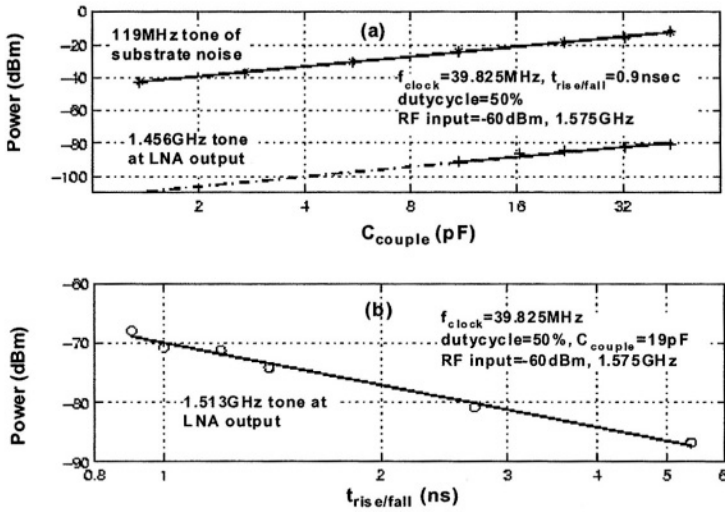 (a)
119MHz tone of
substrate noise
f_clock=39.825MHz, t_rise/fall=0.9nsec
dutycycle=50%
RF input=-60dBm, 1.575GHz
1.456GHz tone
at LNA output
Power (dBm)
0
-20
-40
-60
-80
-100
2
4
8
16
32
C_couple (pF)
(b)
f_clock=39.825MHz
dutycycle=50%, C_couple=19pF
RF input=-60dBm, 1.575GHz
1.513GHz tone at
LNA output
Power (dBm)
-60
-70
-80
-90
0.8
1
2
3
4
5
6
t_rise/fall (ns)